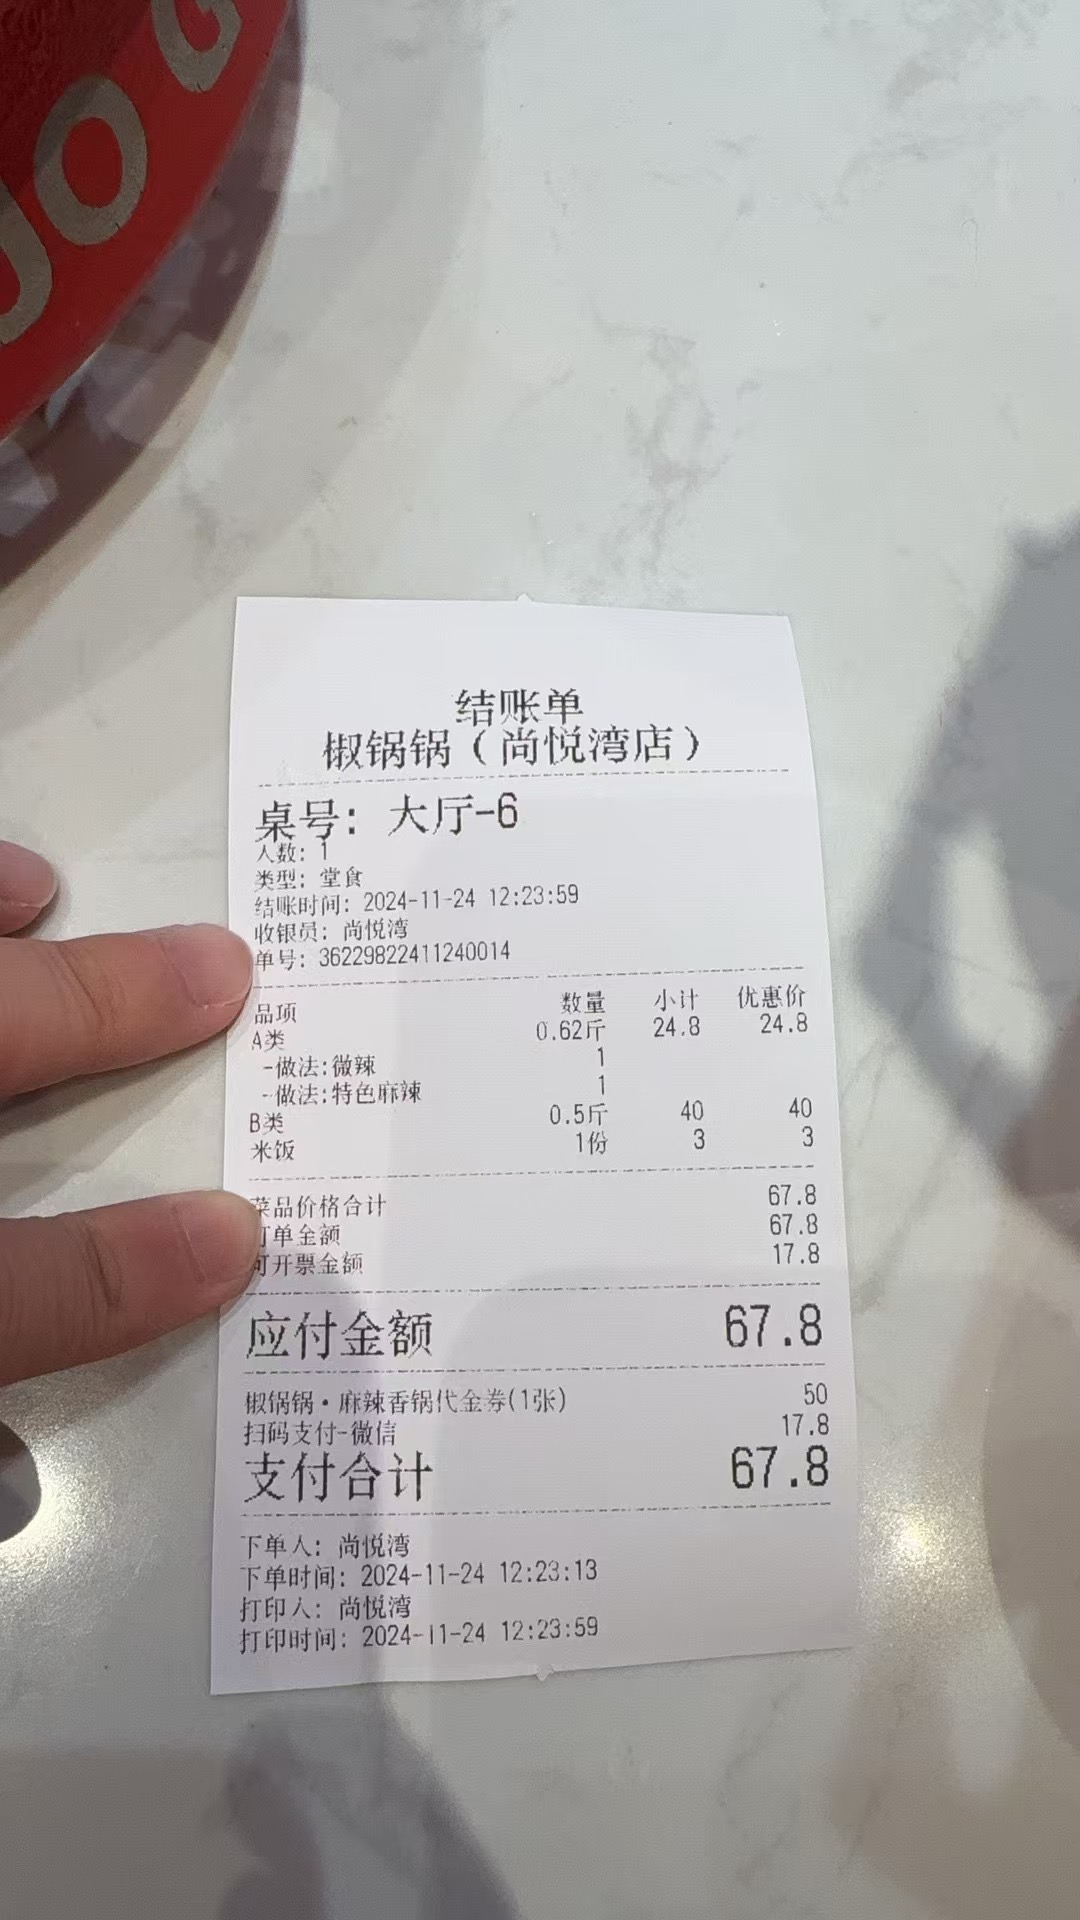 UO G
结账单
椒锅锅（尚悦湾店）
桌号: 大厅-6
人数: 1
类型: 堂食
结账时间: 2024-11-24 12:23:59
收银员: 尚悦湾
单号: 36229822411240014
品项 数量 小计 优惠价
A类 0.62斤 24.8 24.8
-做法:微辣 1
-做法:特色麻辣 1
B类 0.5斤 40 40
米饭 1份 3 3
菜品价格合计 67.8
订单金额 67.8
可开票金额 17.8
应付金额 67.8
椒锅锅·麻辣香锅代金券(1张) 50
扫码支付-微信 17.8
支付合计 67.8
下单人: 尚悦湾
下单时间: 2024-11-24 12:23:13
打印人: 尚悦湾
打印时间: 2024-11-24 12:23:59